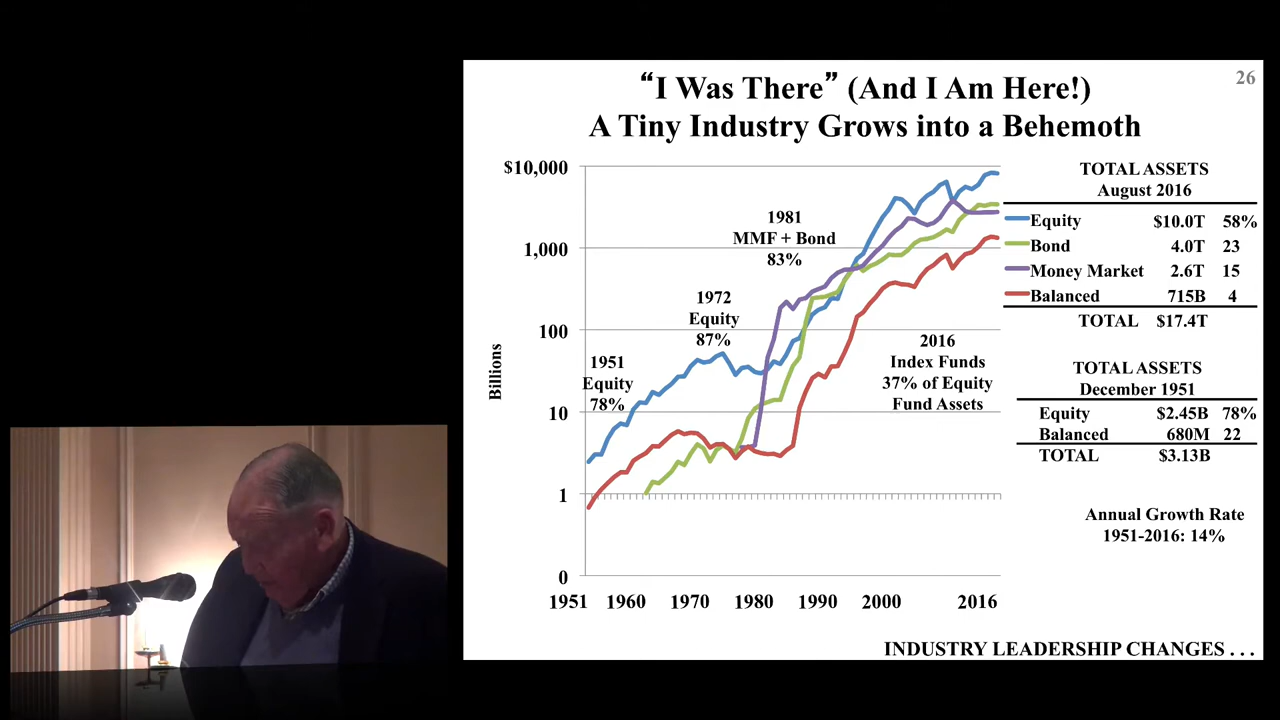 26
“I Was There” (And I Am Here!)
A Tiny Industry Grows into a Behemoth
$10,000
1,000
100
10
1
0
Billions
1951
1960
1970
1980
1990
2000
2016
1951
Equity
78%
1972
Equity
87%
1981
MMF + Bond
83%
2016
Index Funds
37% of Equity
Fund Assets
TOTAL ASSETS
August 2016
Equity $10.0T 58%
Bond 4.0T 23
Money Market 2.6T 15
Balanced 715B 4
TOTAL $17.4T
TOTAL ASSETS
December 1951
Equity $2.45B 78%
Balanced 680M 22
TOTAL $3.13B
Annual Growth Rate
1951-2016: 14%
INDUSTRY LEADERSHIP CHANGES . . .